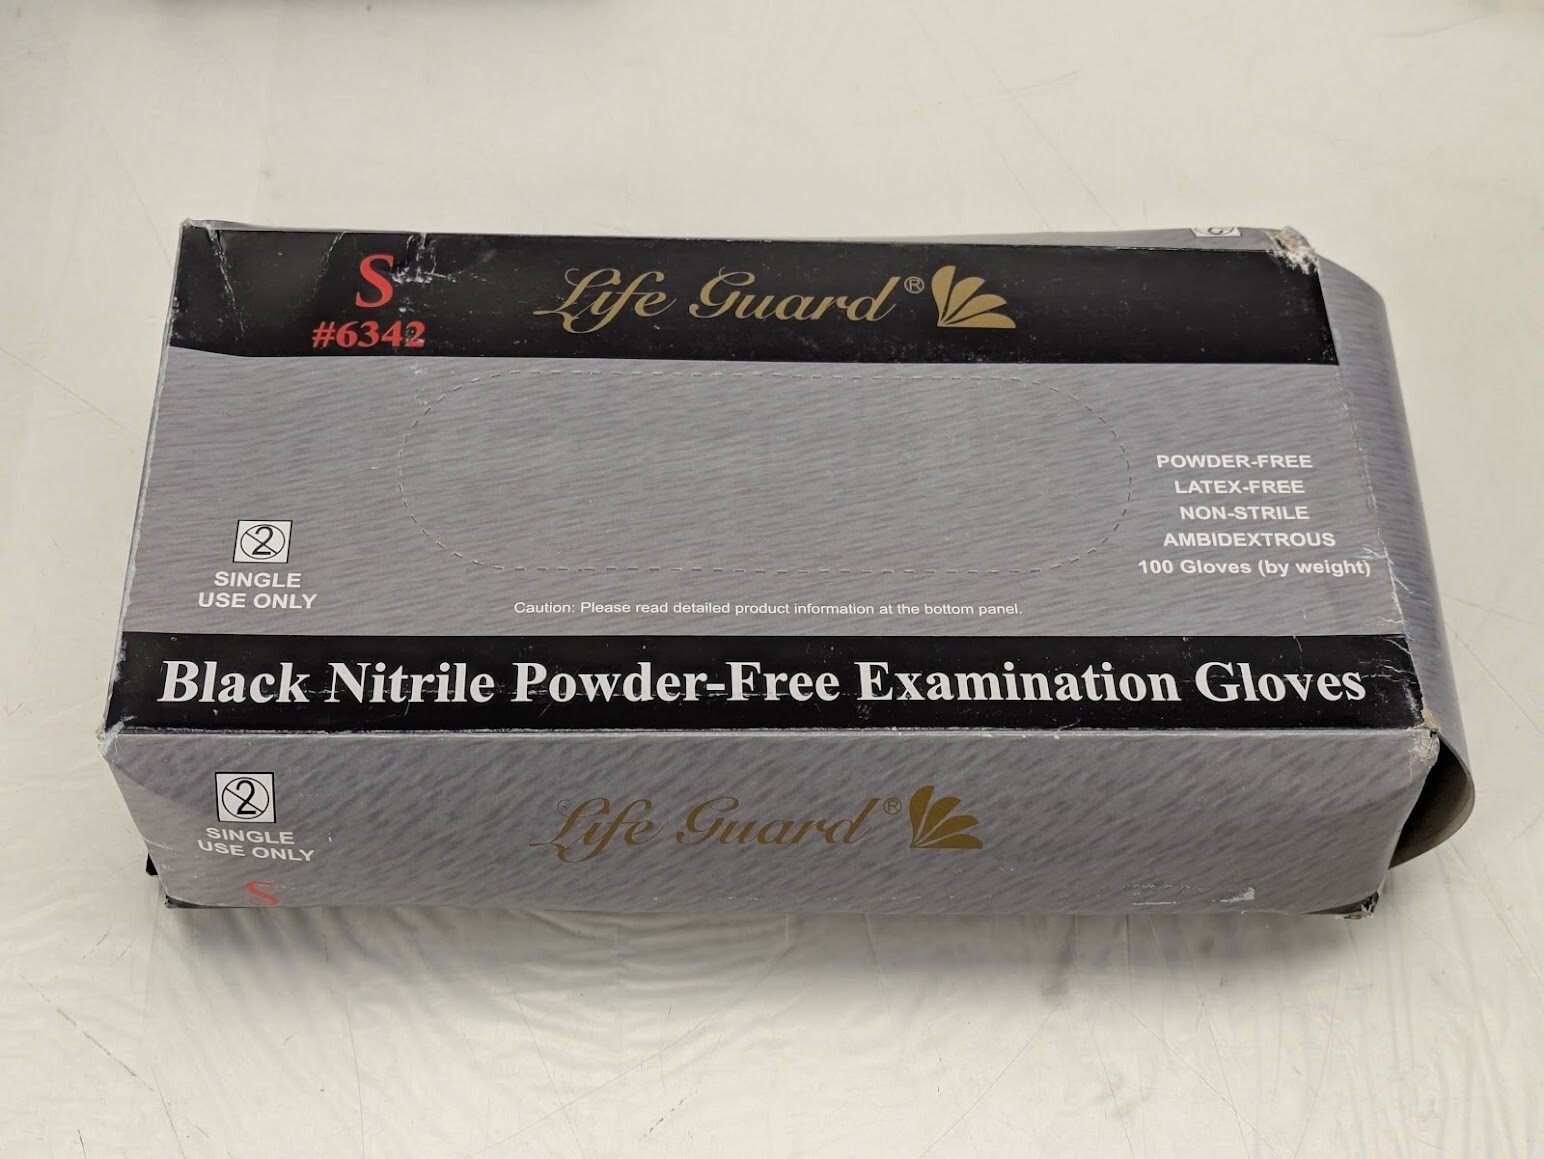 S
#6342
Life Guard®
POWDER-FREE
LATEX-FREE
NON-STRILE
AMBIDEXTROUS
100 Gloves (by weight)
2
SINGLE
USE ONLY
Caution: Please read detailed product information at the bottom panel.
Black Nitrile Powder-Free Examination Gloves
2
SINGLE
USE ONLY
S
Life Guard®